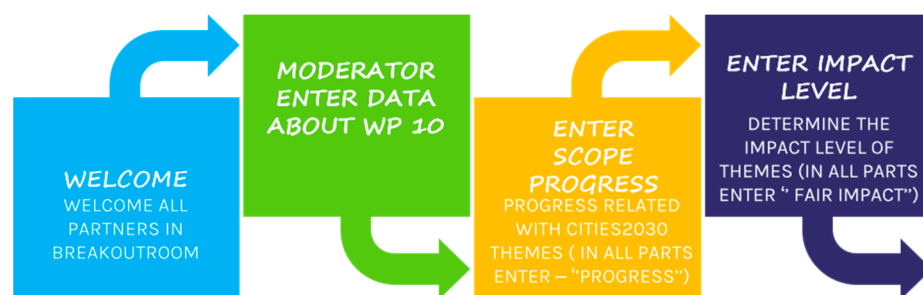 WELCOME
WELCOME ALL
PARTNERS IN
BREAKOUTROOM
MODERATOR
ENTER DATA
ABOUT WP 10
ENTER
SCOPE
PROGRESS
PROGRESS RELATED
WITH CITIES2030
THEMES ( IN ALL PARTS
ENTER – “PROGRESS”)
ENTER IMPACT
LEVEL
DETERMINE THE
IMPACT LEVEL OF
THEMES (IN ALL PARTS
ENTER “ FAIR IMPACT”)